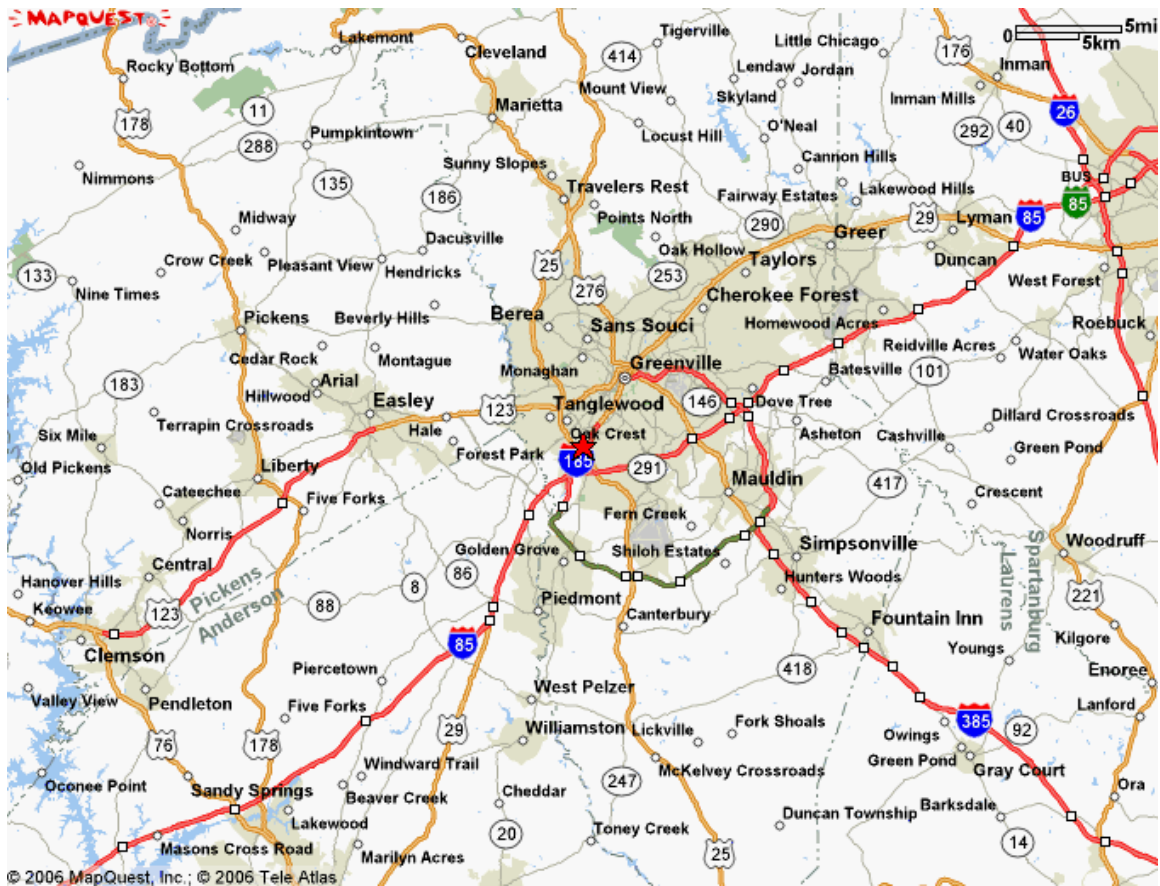 MAPQUEST
0 5mi
5km
Rocky Bottom
Lakemont
Cleveland
Tigerville
414
Little Chicago
176
Inman
Lendaw
Jordan
Skyland
Mount View
Inman Mills
11
Marietta
178
26
Locust Hill
O'Neal
292
40
Pumpkintown
288
Cannon Hills
Sunny Slopes
BUS
85
Nimmons
135
186
Travelers Rest
Fairway Estates
Lakewood Hills
Midway
Points North
290
29
Lyman
85
Dacusville
Greer
Oak Hollow
Duncan
Pleasant View
Crow Creek
Hendricks
25
253
Taylors
133
Nine Times
276
West Forest
Cherokee Forest
Beverly Hills
Berea
Sans Souci
Homewood Acres
Pickens
Roebuck
Cedar Rock
Montague
Reidville Acres
Water Oaks
Monaghan
Greenville
101
Batesville
183
Arial
Hillwood
Easley
123
Tanglewood
146
Dove Tree
Dillard Crossroads
Terrapin Crossroads
Hale
Oak Crest
Asheton
Cashville
Six Mile
Forest Park
Green Pond
185
291
Old Pickens
Liberty
Mauldin
417
Cateechee
Five Forks
Crescent
Norris
Fern Creek
Golden Grove
Shiloh Estates
Simpsonville
Woodruff
Central
86
8
Hunters Woods
Spartanburg
Laurens
Hanover Hills
Keowee
123
Pickens
Anderson
88
Piedmont
Canterbury
221
Fountain Inn
Clemson
85
Kilgore
Youngs
Piercetown
418
Enoree
Valley View
Pendleton
West Pelzer
Five Forks
Lanford
Williamston
Lickville
Fork Shoals
385
92
76
178
29
Owings
Green Pond
Windward Trail
McKelvey Crossroads
Gray Court
Oconee Point
Sandy Springs
247
Beaver Creek
Cheddar
Ora
Barksdale
Lakewood
Duncan Township
20
Toney Creek
14
Masons Cross Road
Marilyn Acres
25
© 2006 MapQuest, Inc.; © 2006 Tele Atlas